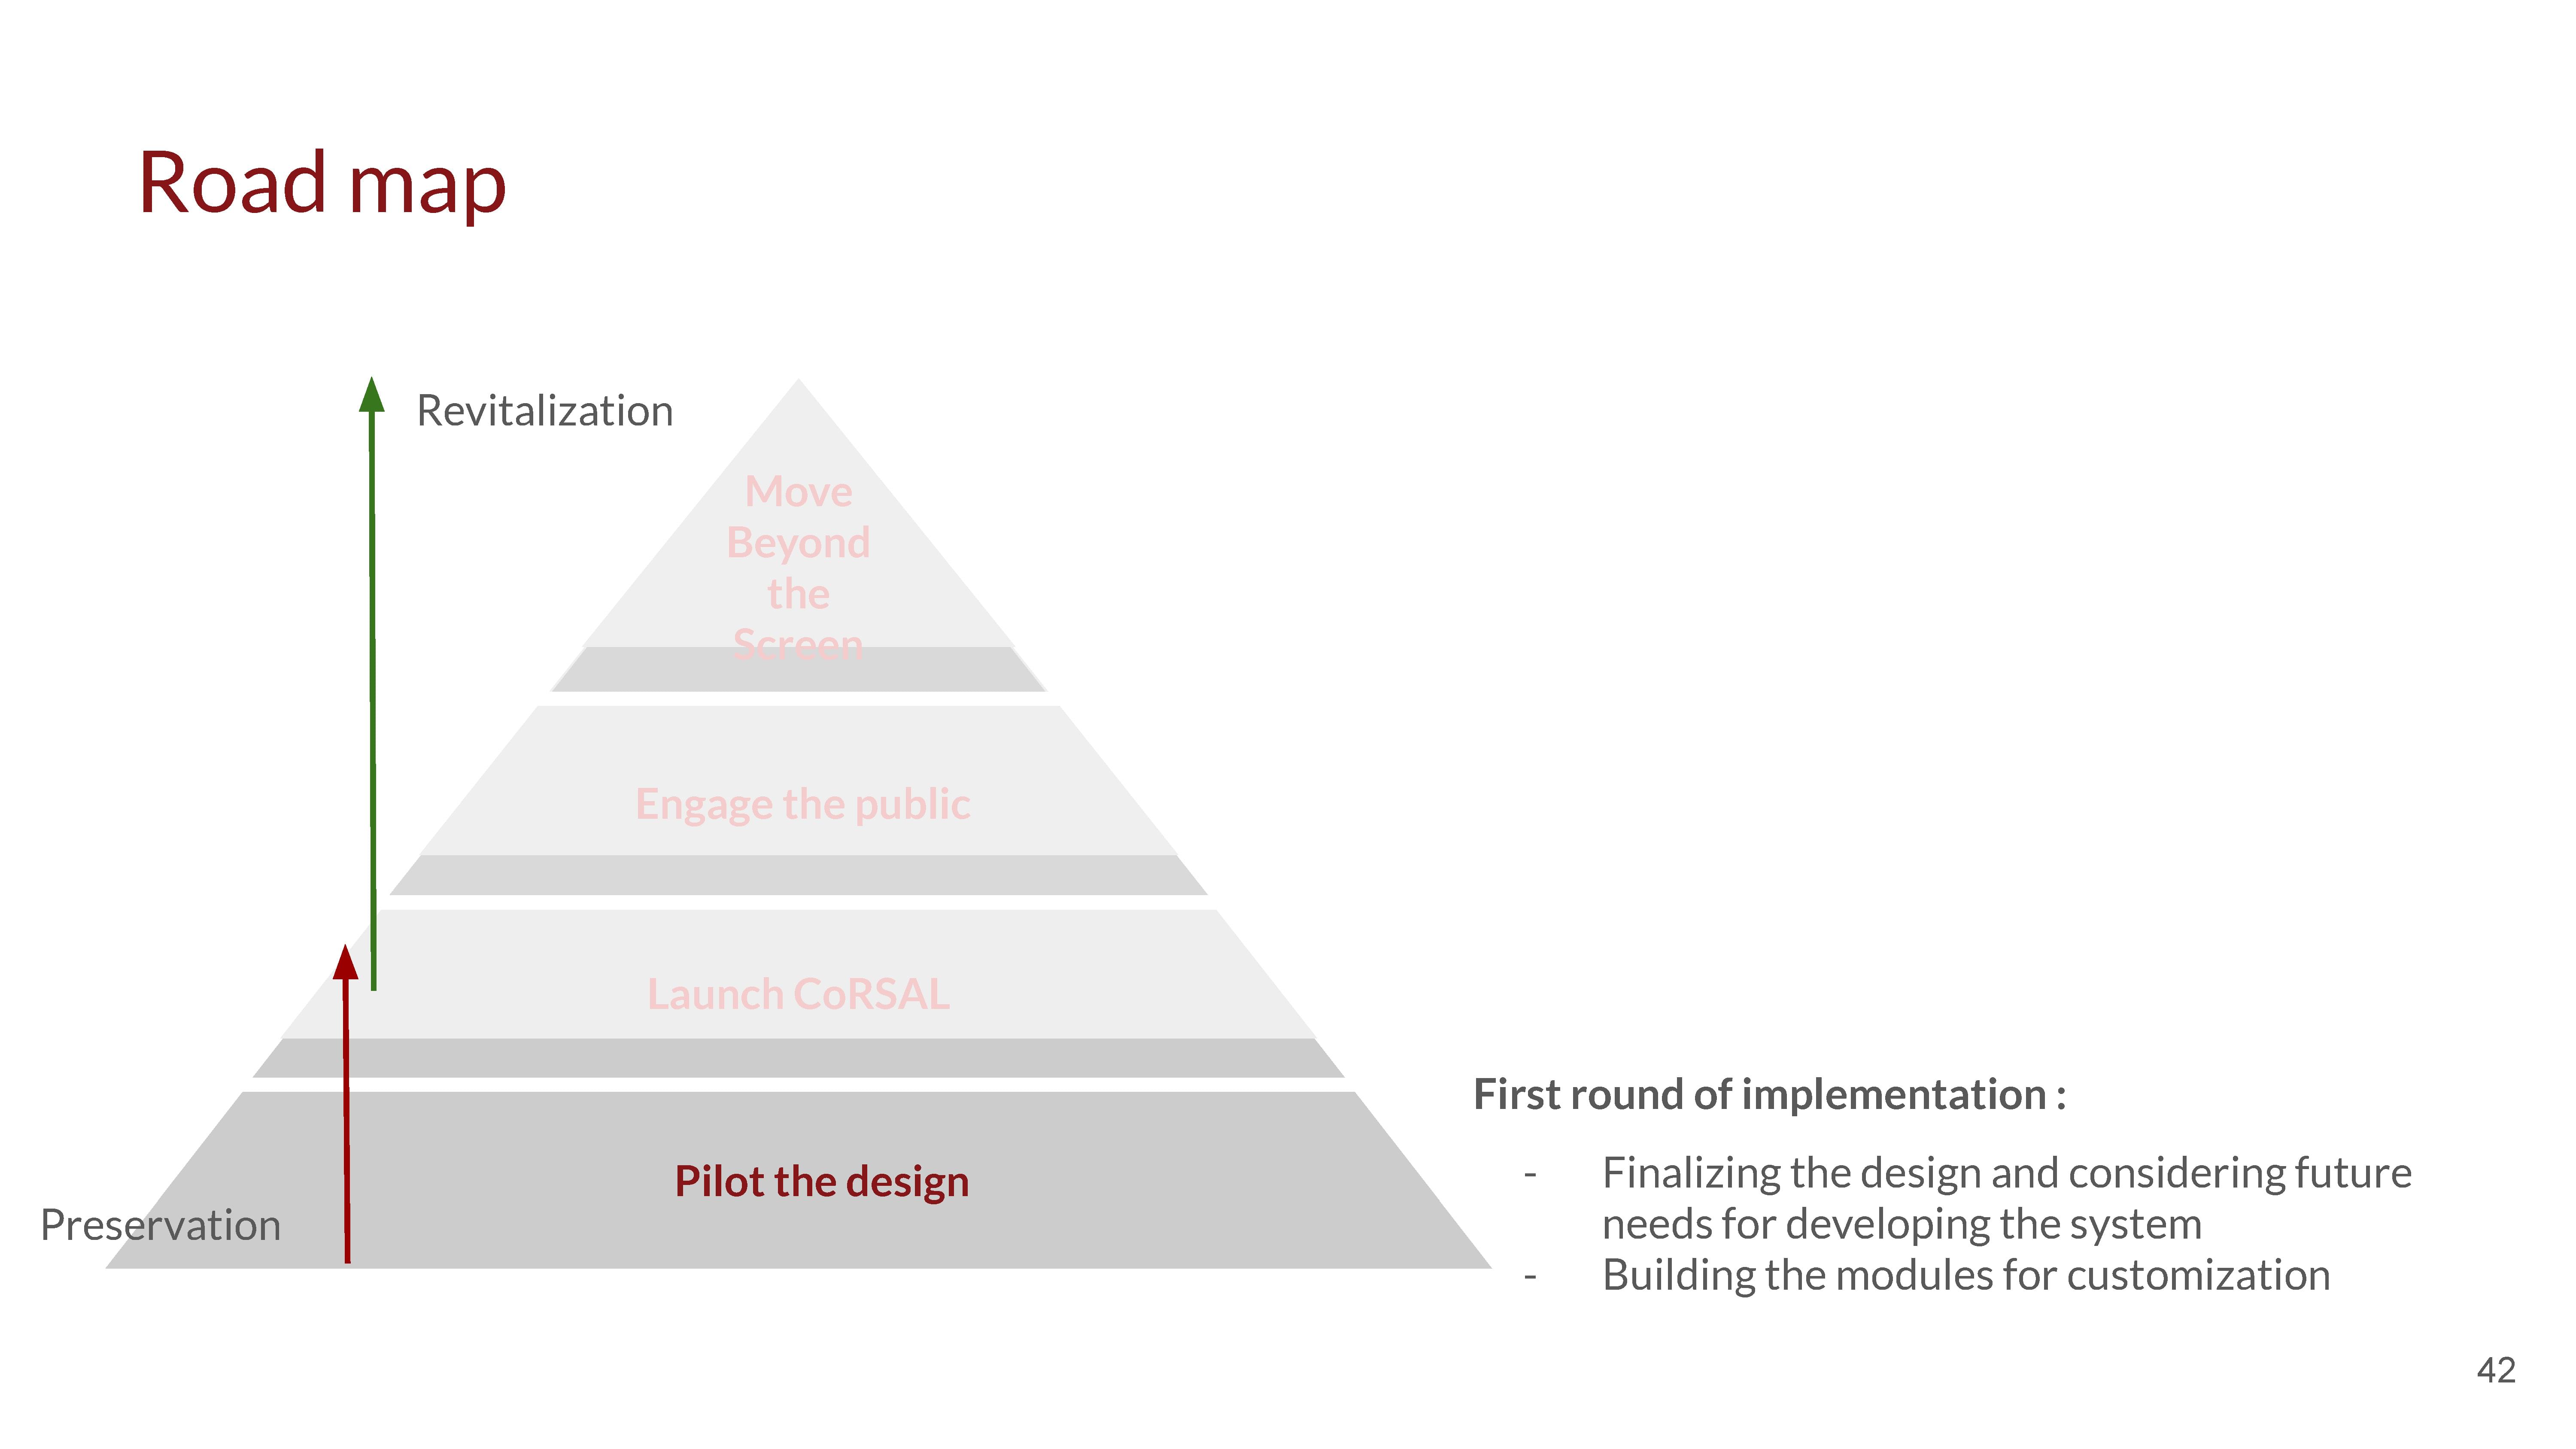 Road map
Revitalization
Move
Beyond
the
Screen
Engage the public
Launch CoRSAL
Pilot the design
Preservation
First round of implementation :
- Finalizing the design and considering future
needs for developing the system
- Building the modules for customization
42